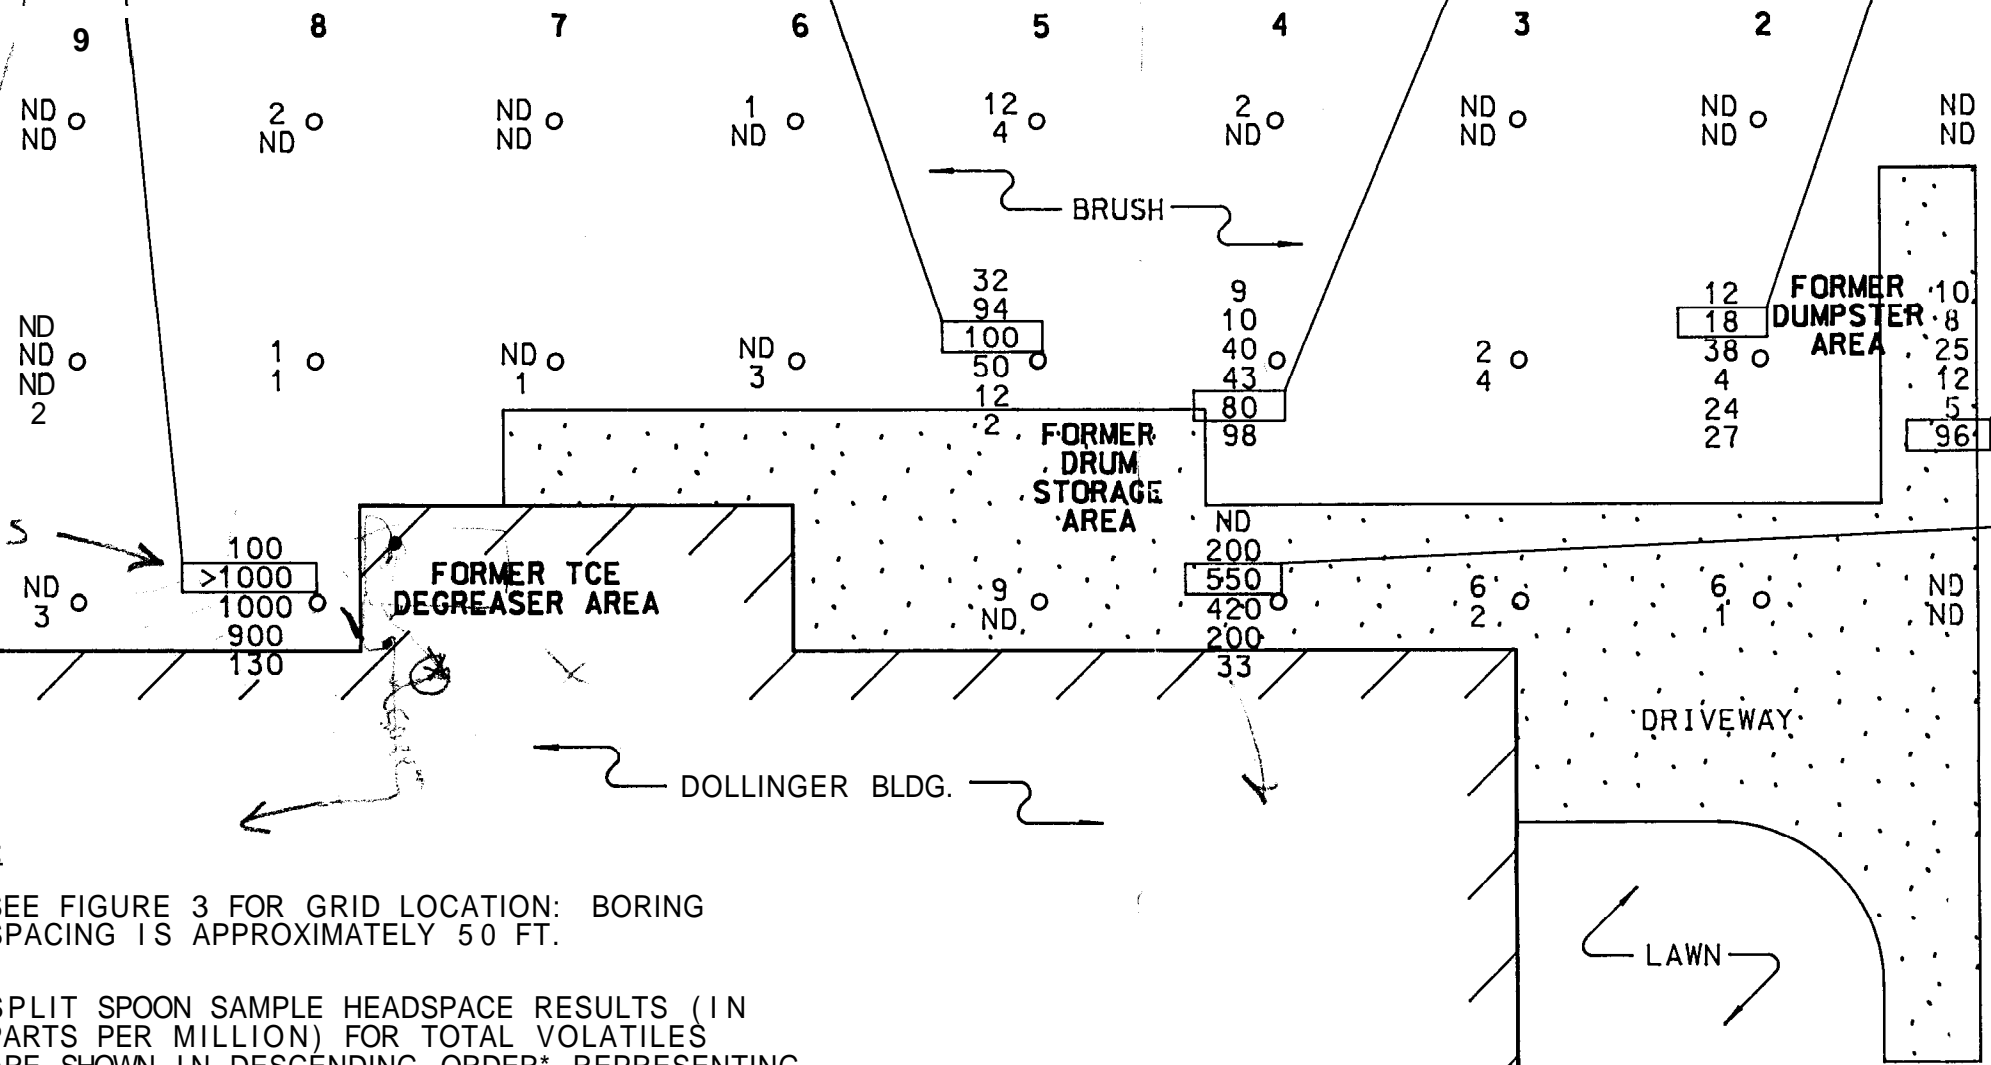 9 8 7 6 5 4 3 2
ND 2 ND 1 12 2 ND ND ND
ND ND ND ND 4 ND ND ND ND
BRUSH
ND
ND
ND
2
1
1
ND
1
ND
3
32
94
100
50
12
2
9
10
40
43
80
98
2
4
12
18
38
4
24
27
FORMER
DUMPSTER
AREA
10
8
25
12
5
96
FORMER
DRUM
STORAGE
AREA
S
ND
3
100
>1000
1000
900
130
FORMER TCE
DEGREASER AREA
9
ND
ND
200
550
420
200
33
6
2
6
1
ND
ND
DRIVEWAY
DOLLINGER BLDG.
LAWN
SEE FIGURE 3 FOR GRID LOCATION: BORING
SPACING IS APPROXIMATELY 50 FT.
SPLIT SPOON SAMPLE HEADSPACE RESULTS (IN
PARTS PER MILLION) FOR TOTAL VOLATILES
ARE SHOWN IN DESCENDING ORDER* REPRESENTING